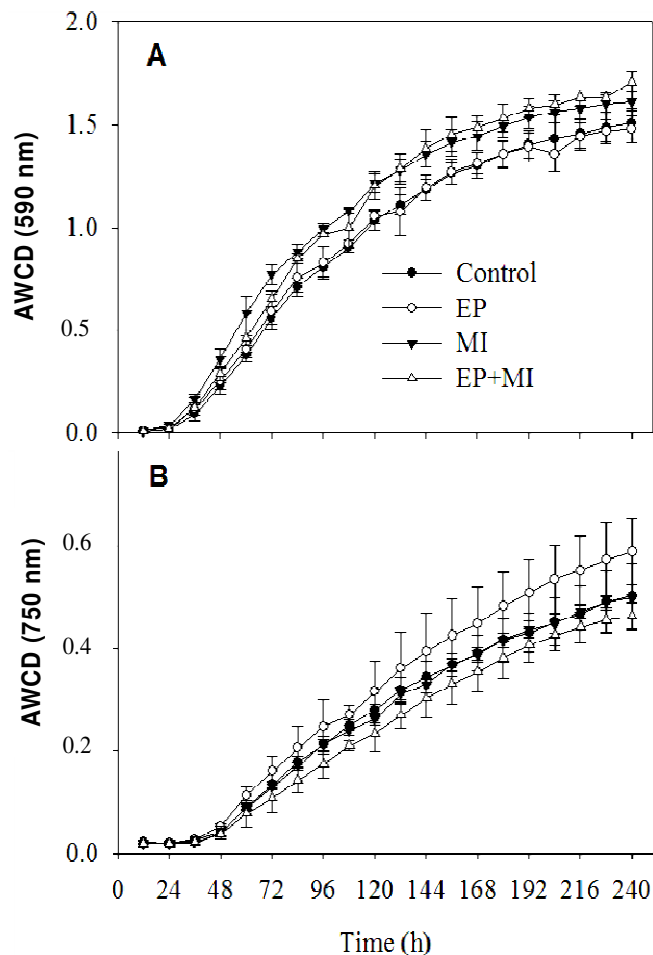 2.0
A
1.5
1.0
0.5
0.0
AWCD (590 nm)
Control
EP
MI
EP+MI
B
0.6
0.4
0.2
0.0
AWCD (750 nm)
0 24 48 72 96 120 144 168 192 216 240
Time (h)